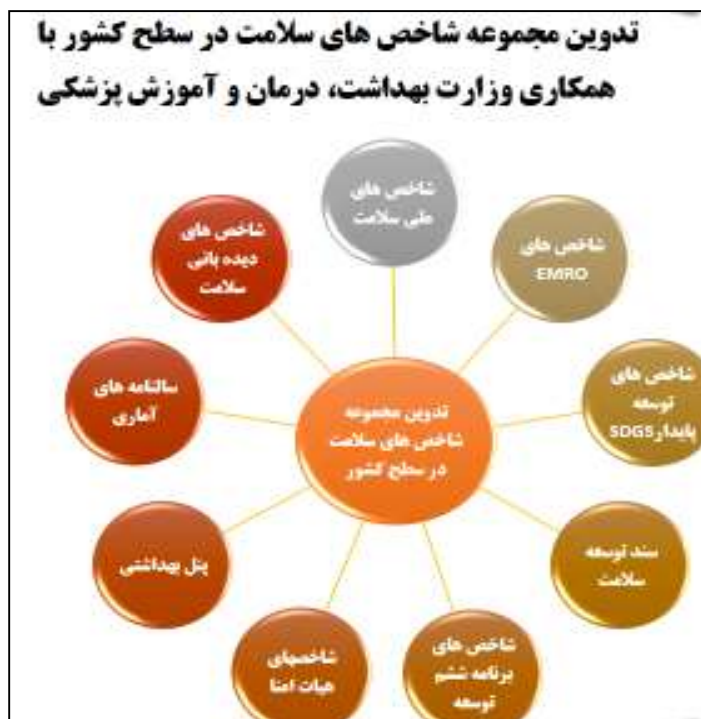 تدوین مجموعه شاخص های سلامت در سطح کشور با
همکاری وزارت بهداشت، درمان و آموزش پزشکی
شاخص های
ملی سلامت
شاخص های
EMRO
شاخص های
توسعه
پایدار SDGS
سند توسعه
سلامت
شاخص های
برنامه ششم
توسعه
شاخصهای
هیات امنا
پنل بهداشتی
سالنامه های
آماری
شاخص های
دیده بانی
سلامت
تدوین مجموعه
شاخص های سلامت
در سطح کشور